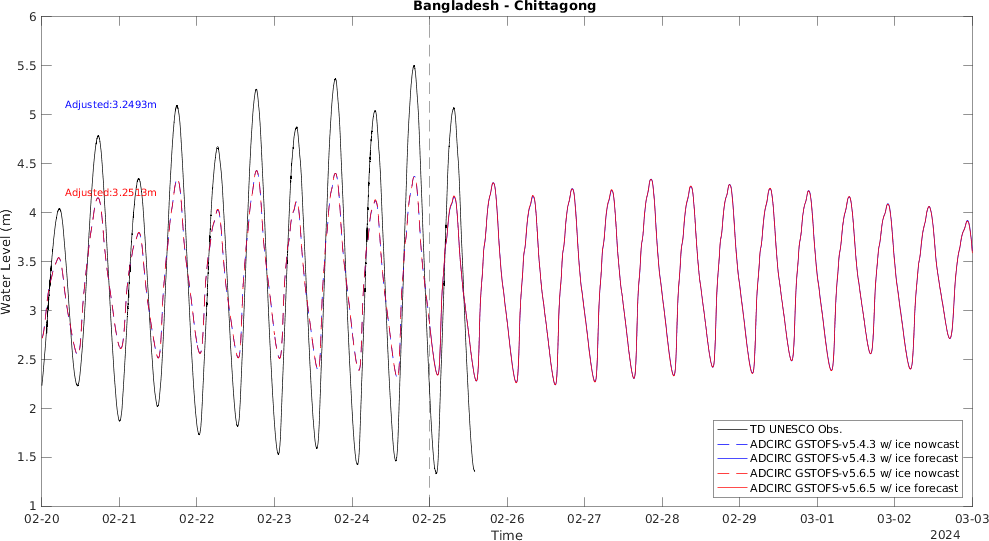 Bangladesh - Chittagong
6
5.5
5
4.5
4
3.5
3
2.5
2
1.5
1
Water Level (m)
Adjusted:3.2493m
Adjusted:3.2513m
TD UNESCO Obs.
ADCIRC GSTOFS-v5.4.3 w/ ice nowcast
ADCIRC GSTOFS-v5.4.3 w/ ice forecast
ADCIRC GSTOFS-v5.6.5 w/ ice nowcast
ADCIRC GSTOFS-v5.6.5 w/ ice forecast
02-20 02-21 02-22 02-23 02-24 02-25 02-26 02-27 02-28 02-29 03-01 03-02 03-03
Time
2024